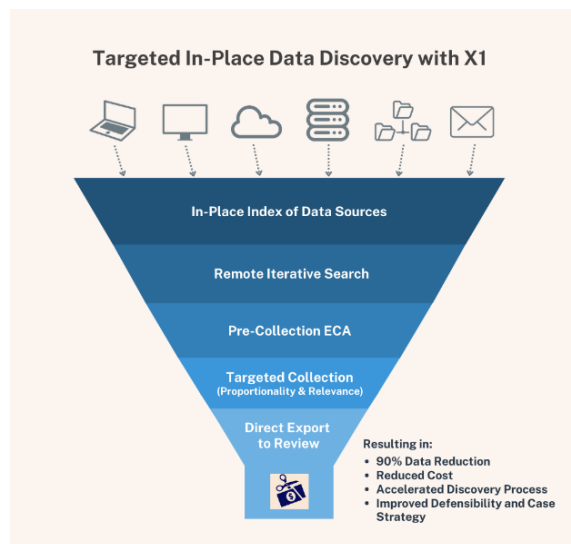 Targeted In-Place Data Discovery with X1
In-Place Index of Data Sources
Remote Iterative Search
Pre-Collection ECA
Targeted Collection
(Proportionality & Relevance)
Direct Export
to Review
$
Resulting in:
• 90% Data Reduction
• Reduced Cost
• Accelerated Discovery Process
• Improved Defensibility and Case
Strategy